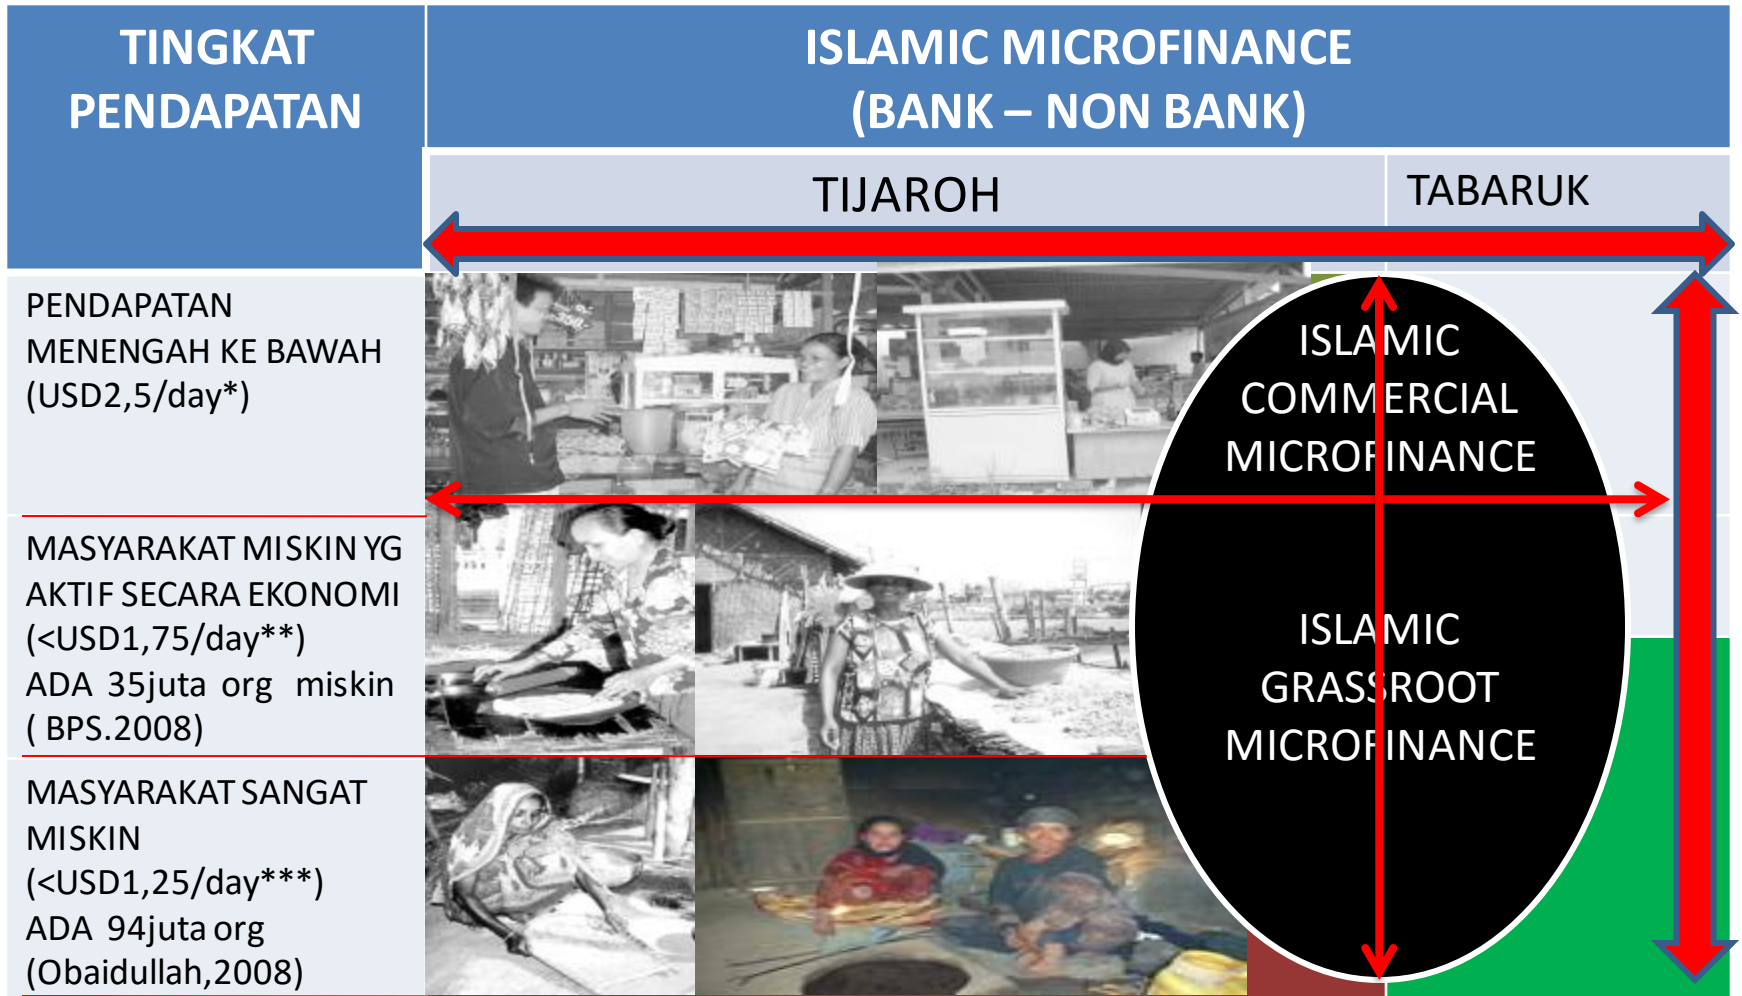 TINGKAT
PENDAPATAN
ISLAMIC MICROFINANCE
(BANK – NON BANK)
TIJAROH
TABARUK
PENDAPATAN
MENENGAH KE BAWAH
(USD2,5/day*)
ISLAMIC
COMMERCIAL
MICROFINANCE
MASYARAKAT MISKIN YG
AKTIF SECARA EKONOMI
(<USD1,75/day**)
ADA 35juta org miskin
( BPS.2008)
ISLAMIC
GRASSROOT
MICROFINANCE
MASYARAKAT SANGAT
MISKIN
(<USD1,25/day***)
ADA 94juta org
(Obaidullah,2008)